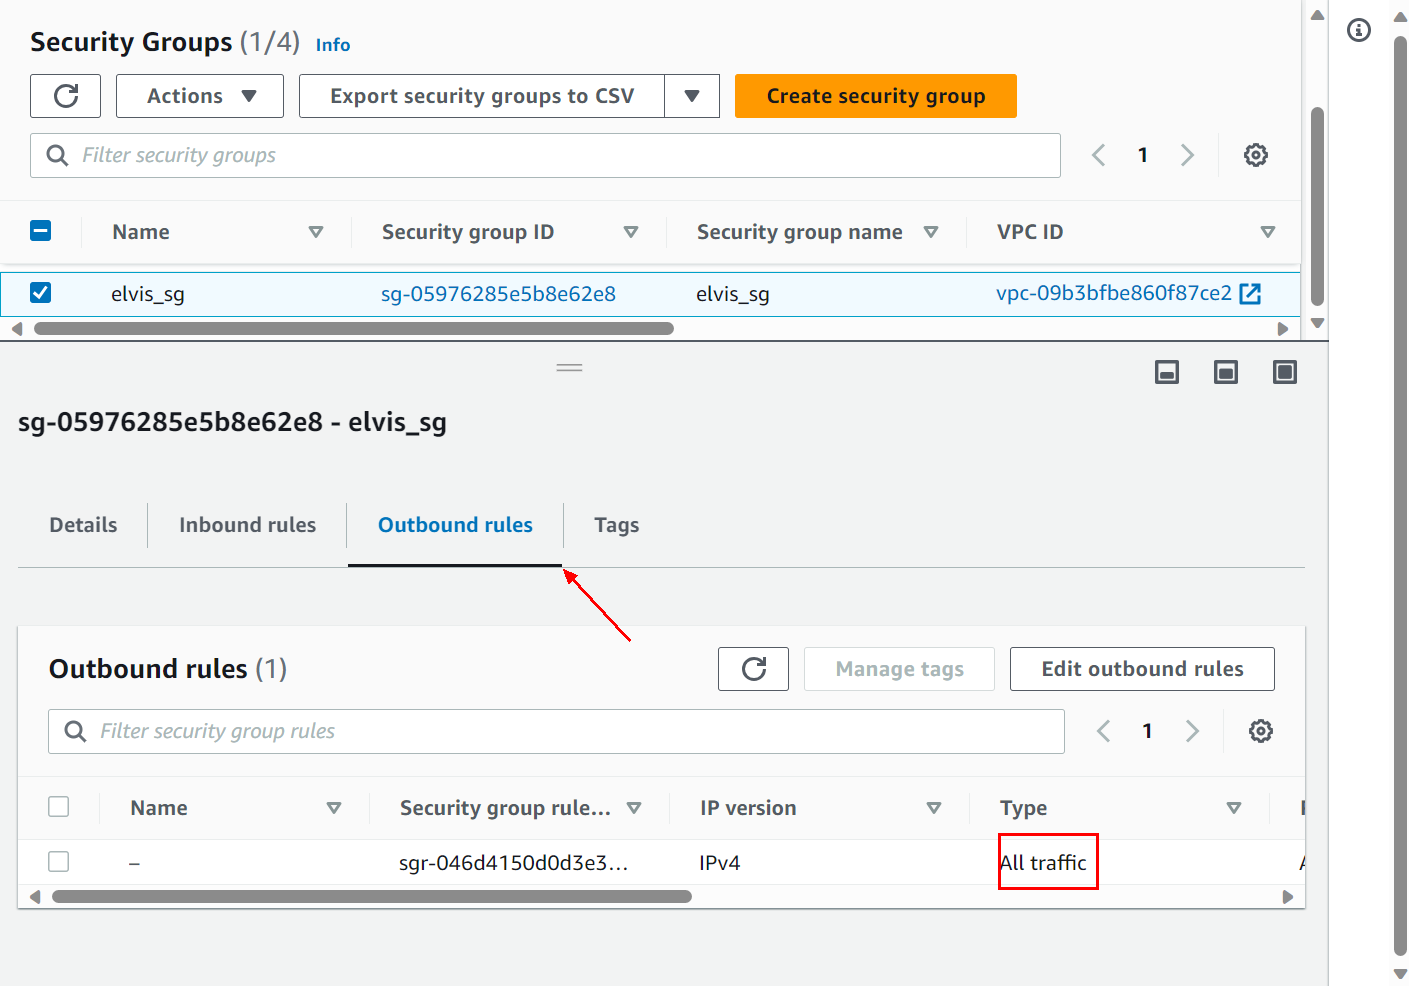 Security Groups (1/4) Info
Actions Export security groups to CSV Create security group
Filter security groups 1
Name Security group ID Security group name VPC ID
elvis_sg sg-05976285e5b8e62e8 elvis_sg vpc-09b3bfbe860f87ce2
sg-05976285e5b8e62e8 - elvis_sg
Details Inbound rules Outbound rules Tags
Outbound rules (1) Manage tags Edit outbound rules
Filter security group rules 1
Name Security group rule... IP version Type
– sgr-046d4150d0d3e3... IPv4 All traffic